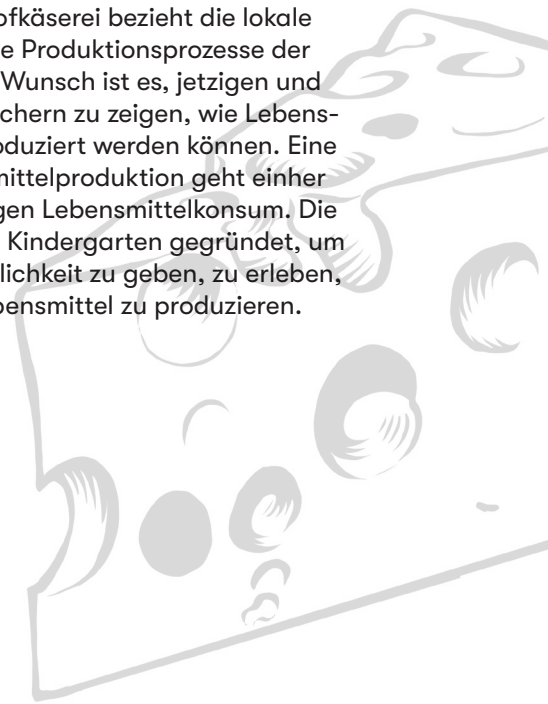 ofkäserei bezieht die lokale
e Produktionsprozesse der
Wunsch ist es, jetzigen und
chern zu zeigen, wie Lebens-
oduziert werden können. Eine
mittelproduktion geht einher
gen Lebensmittelkonsum. Die
Kindergarten gegründet, um
lichkeit zu geben, zu erleben,
bensmittel zu produzieren.